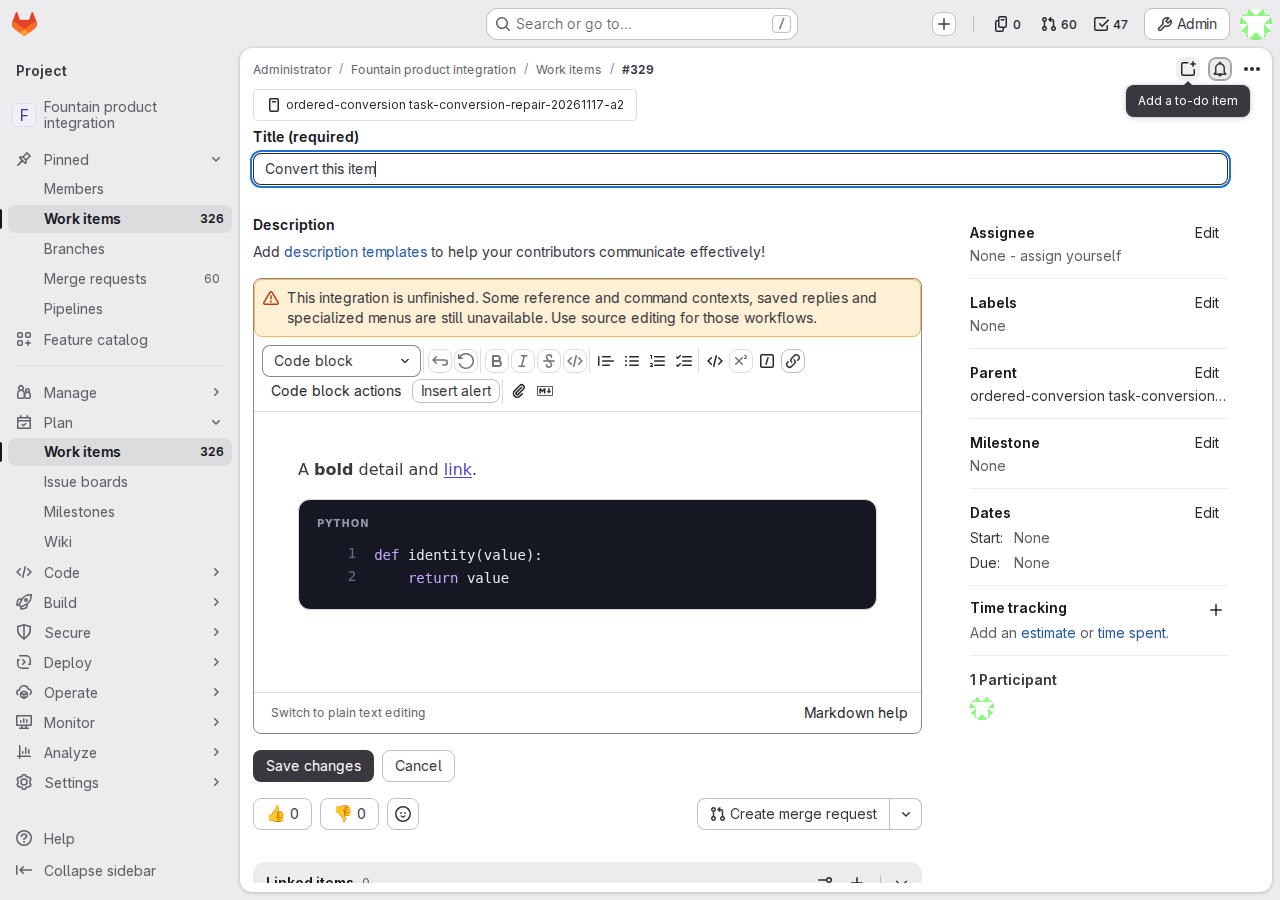 Search or go to...
/
0
60
47
Admin
Project
F
Fountain product integration
Pinned
Members
Work items 326
Branches
Merge requests 60
Pipelines
Feature catalog
Manage
Plan
Work items 326
Issue boards
Milestones
Wiki
Code
Build
Secure
Deploy
Operate
Monitor
Analyze
Settings
Help
Collapse sidebar
Administrator / Fountain product integration / Work items / #329
Add a to-do item
ordered-conversion task-conversion-repair-20261117-a2
Title (required)
Convert this item
Description
Add description templates to help your contributors communicate effectively!
This integration is unfinished. Some reference and command contexts, saved replies and
specialized menus are still unavailable. Use source editing for those workflows.
Code block
Code block actions
Insert alert
A bold detail and link.
PYTHON
1 def identity(value):
2 return value
Switch to plain text editing
Markdown help
Save changes
Cancel
👍 0
👎 0
Create merge request
Linked items 0
Assignee
Edit
None - assign yourself
Labels
Edit
None
Parent
Edit
ordered-conversion task-conversion...
Milestone
Edit
None
Dates
Edit
Start: None
Due: None
Time tracking
Add an estimate or time spent.
1 Participant